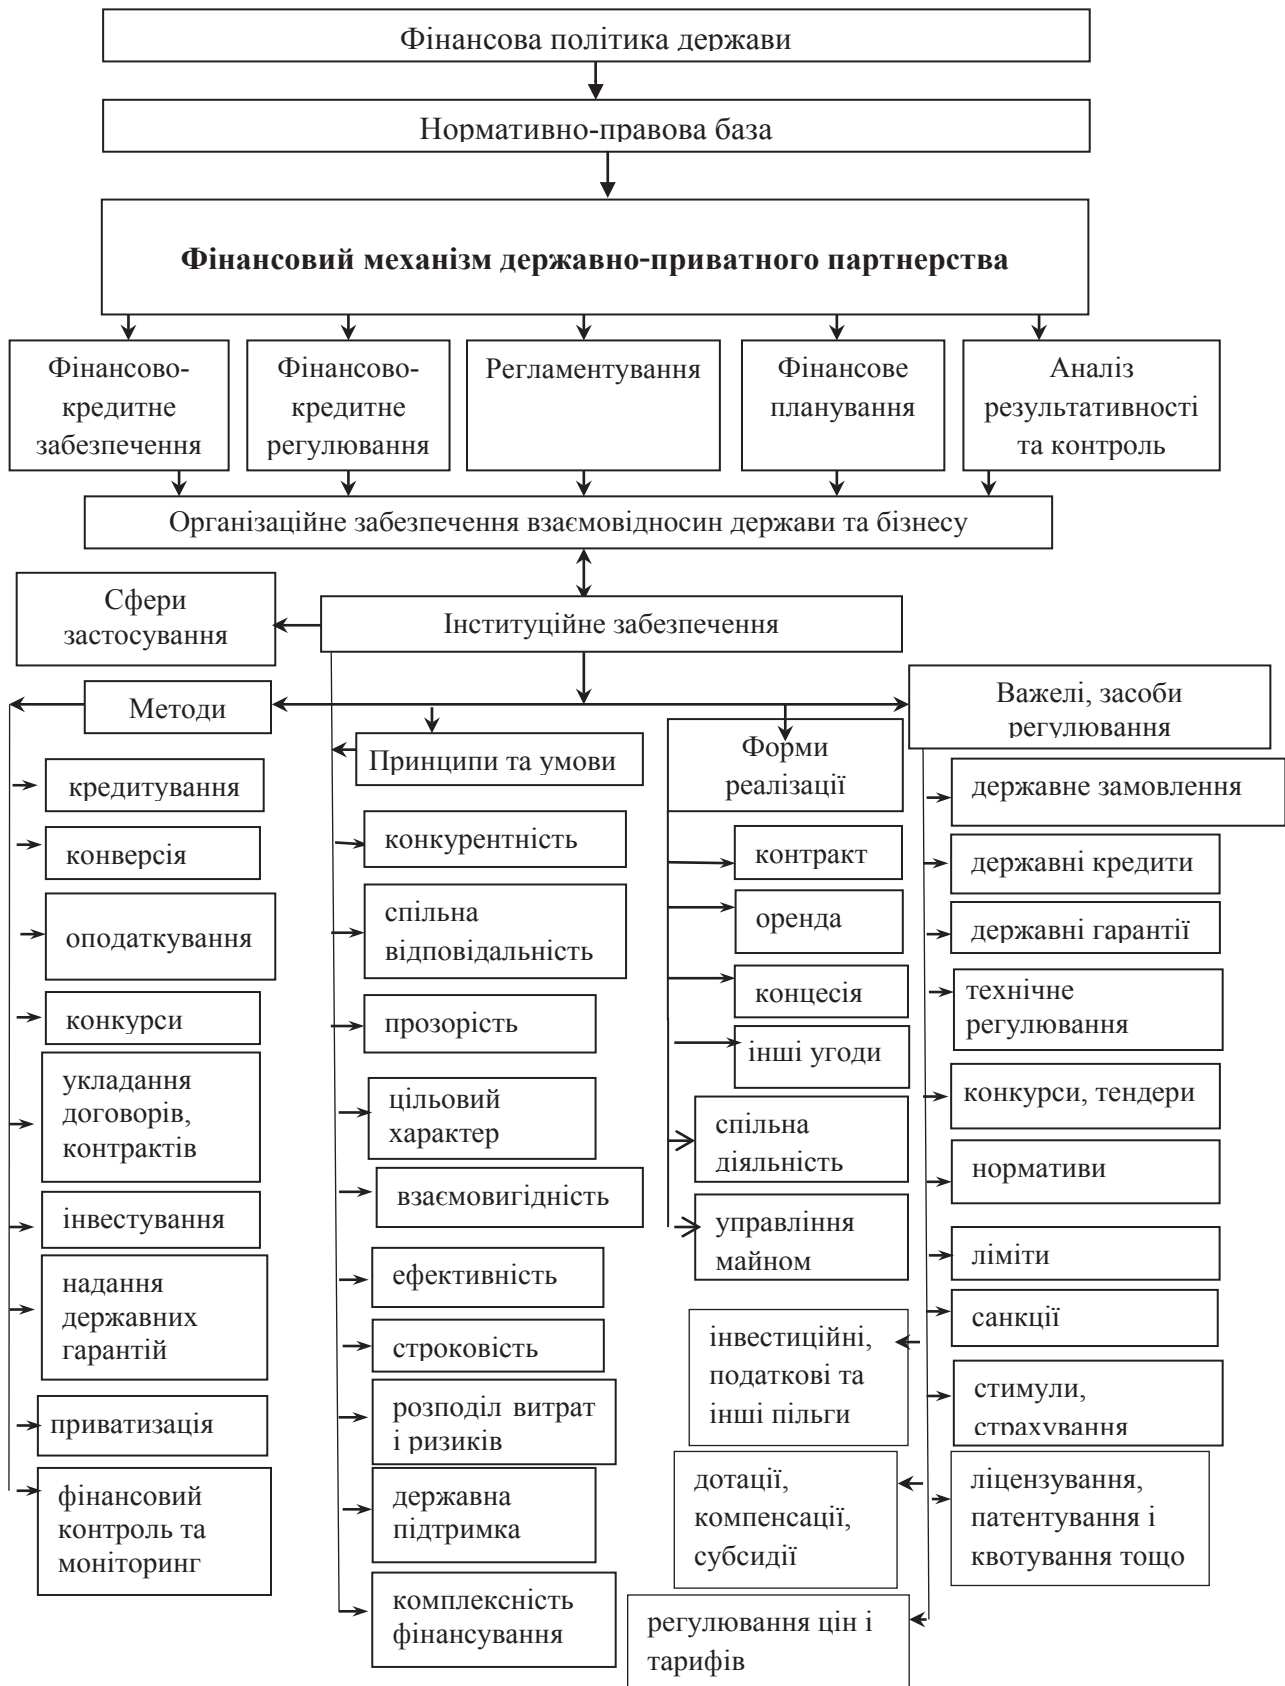 Фінансова політика держави
Нормативно-правова база
Фінансовий механізм державно-приватного партнерства
Фінансово-
кредитне
забезпечення
Фінансово-
кредитне
регулювання
Регламентування
Фінансове
планування
Аналіз
результативності
та контроль
Організаційне забезпечення взаємовідносин держави та бізнесу
Сфери
застосування
Інституційне забезпечення
Методи
кредитування
конверсія
оподаткування
конкурси
укладання
договорів,
контрактів
інвестування
надання
державних
гарантій
приватизація
фінансовий
контроль та
моніторинг
Принципи та умови
конкурентність
спільна
відповідальність
прозорість
цільовий
характер
взаємовигідність
ефективність
строковість
розподіл витрат
і ризиків
державна
підтримка
комплексність
фінансування
Форми
реалізації
контракт
оренда
концесія
інші угоди
спільна
діяльність
управління
майном
Важелі, засоби
регулювання
державне замовлення
державні кредити
державні гарантії
технічне
регулювання
конкурси, тендери
нормативи
ліміти
санкції
стимули,
страхування
ліцензування,
патентування і
квотування тощо
інвестиційні,
податкові та
інші пільги
дотації,
компенсації,
субсидії
регулювання цін і
тарифів